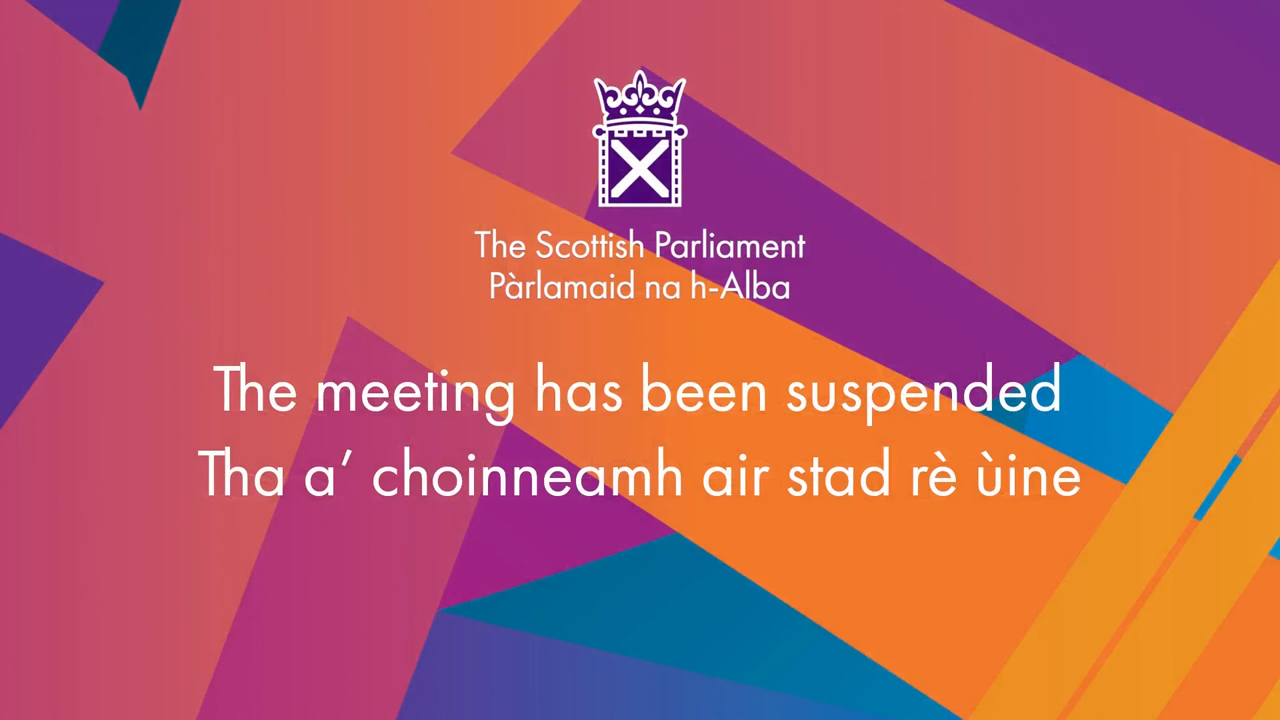 The Scottish Parliament
Pàrlamaid na h-Alba
The meeting has been suspended
Tha a’ choinneamh air stad rè ùine